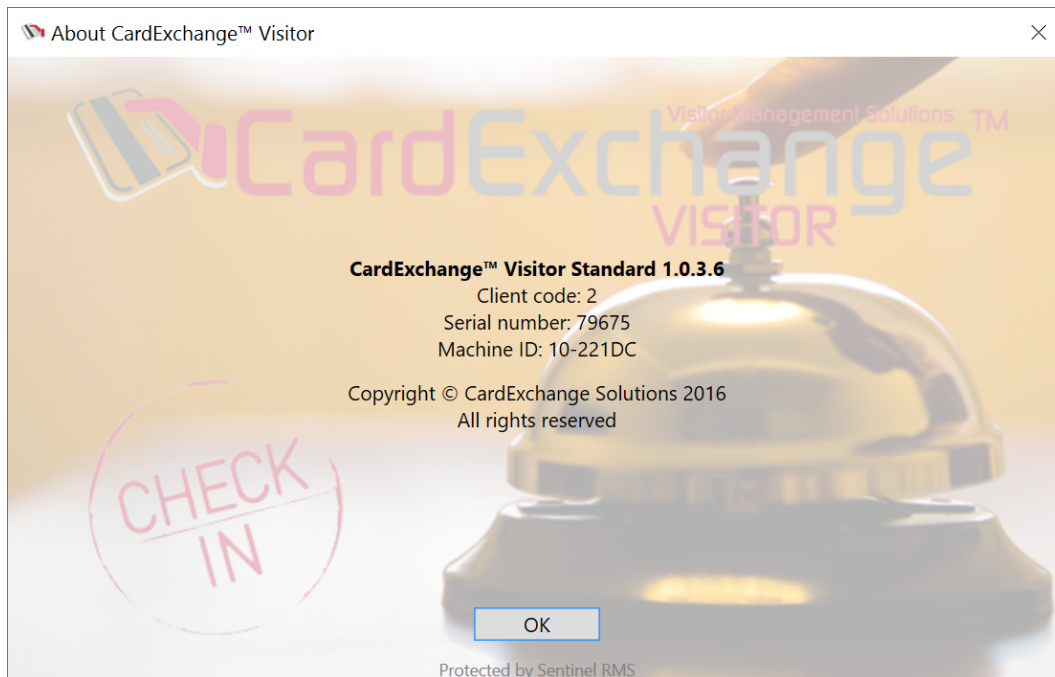 About CardExchange™ Visitor
Visitor Management Solutions
CardExchange™
VISITOR
CardExchange™ Visitor Standard 1.0.3.6
Client code: 2
Serial number: 79675
Machine ID: 10-221DC
Copyright © CardExchange Solutions 2016
All rights reserved
CHECK
IN
OK
Protected by Sentinel RMS